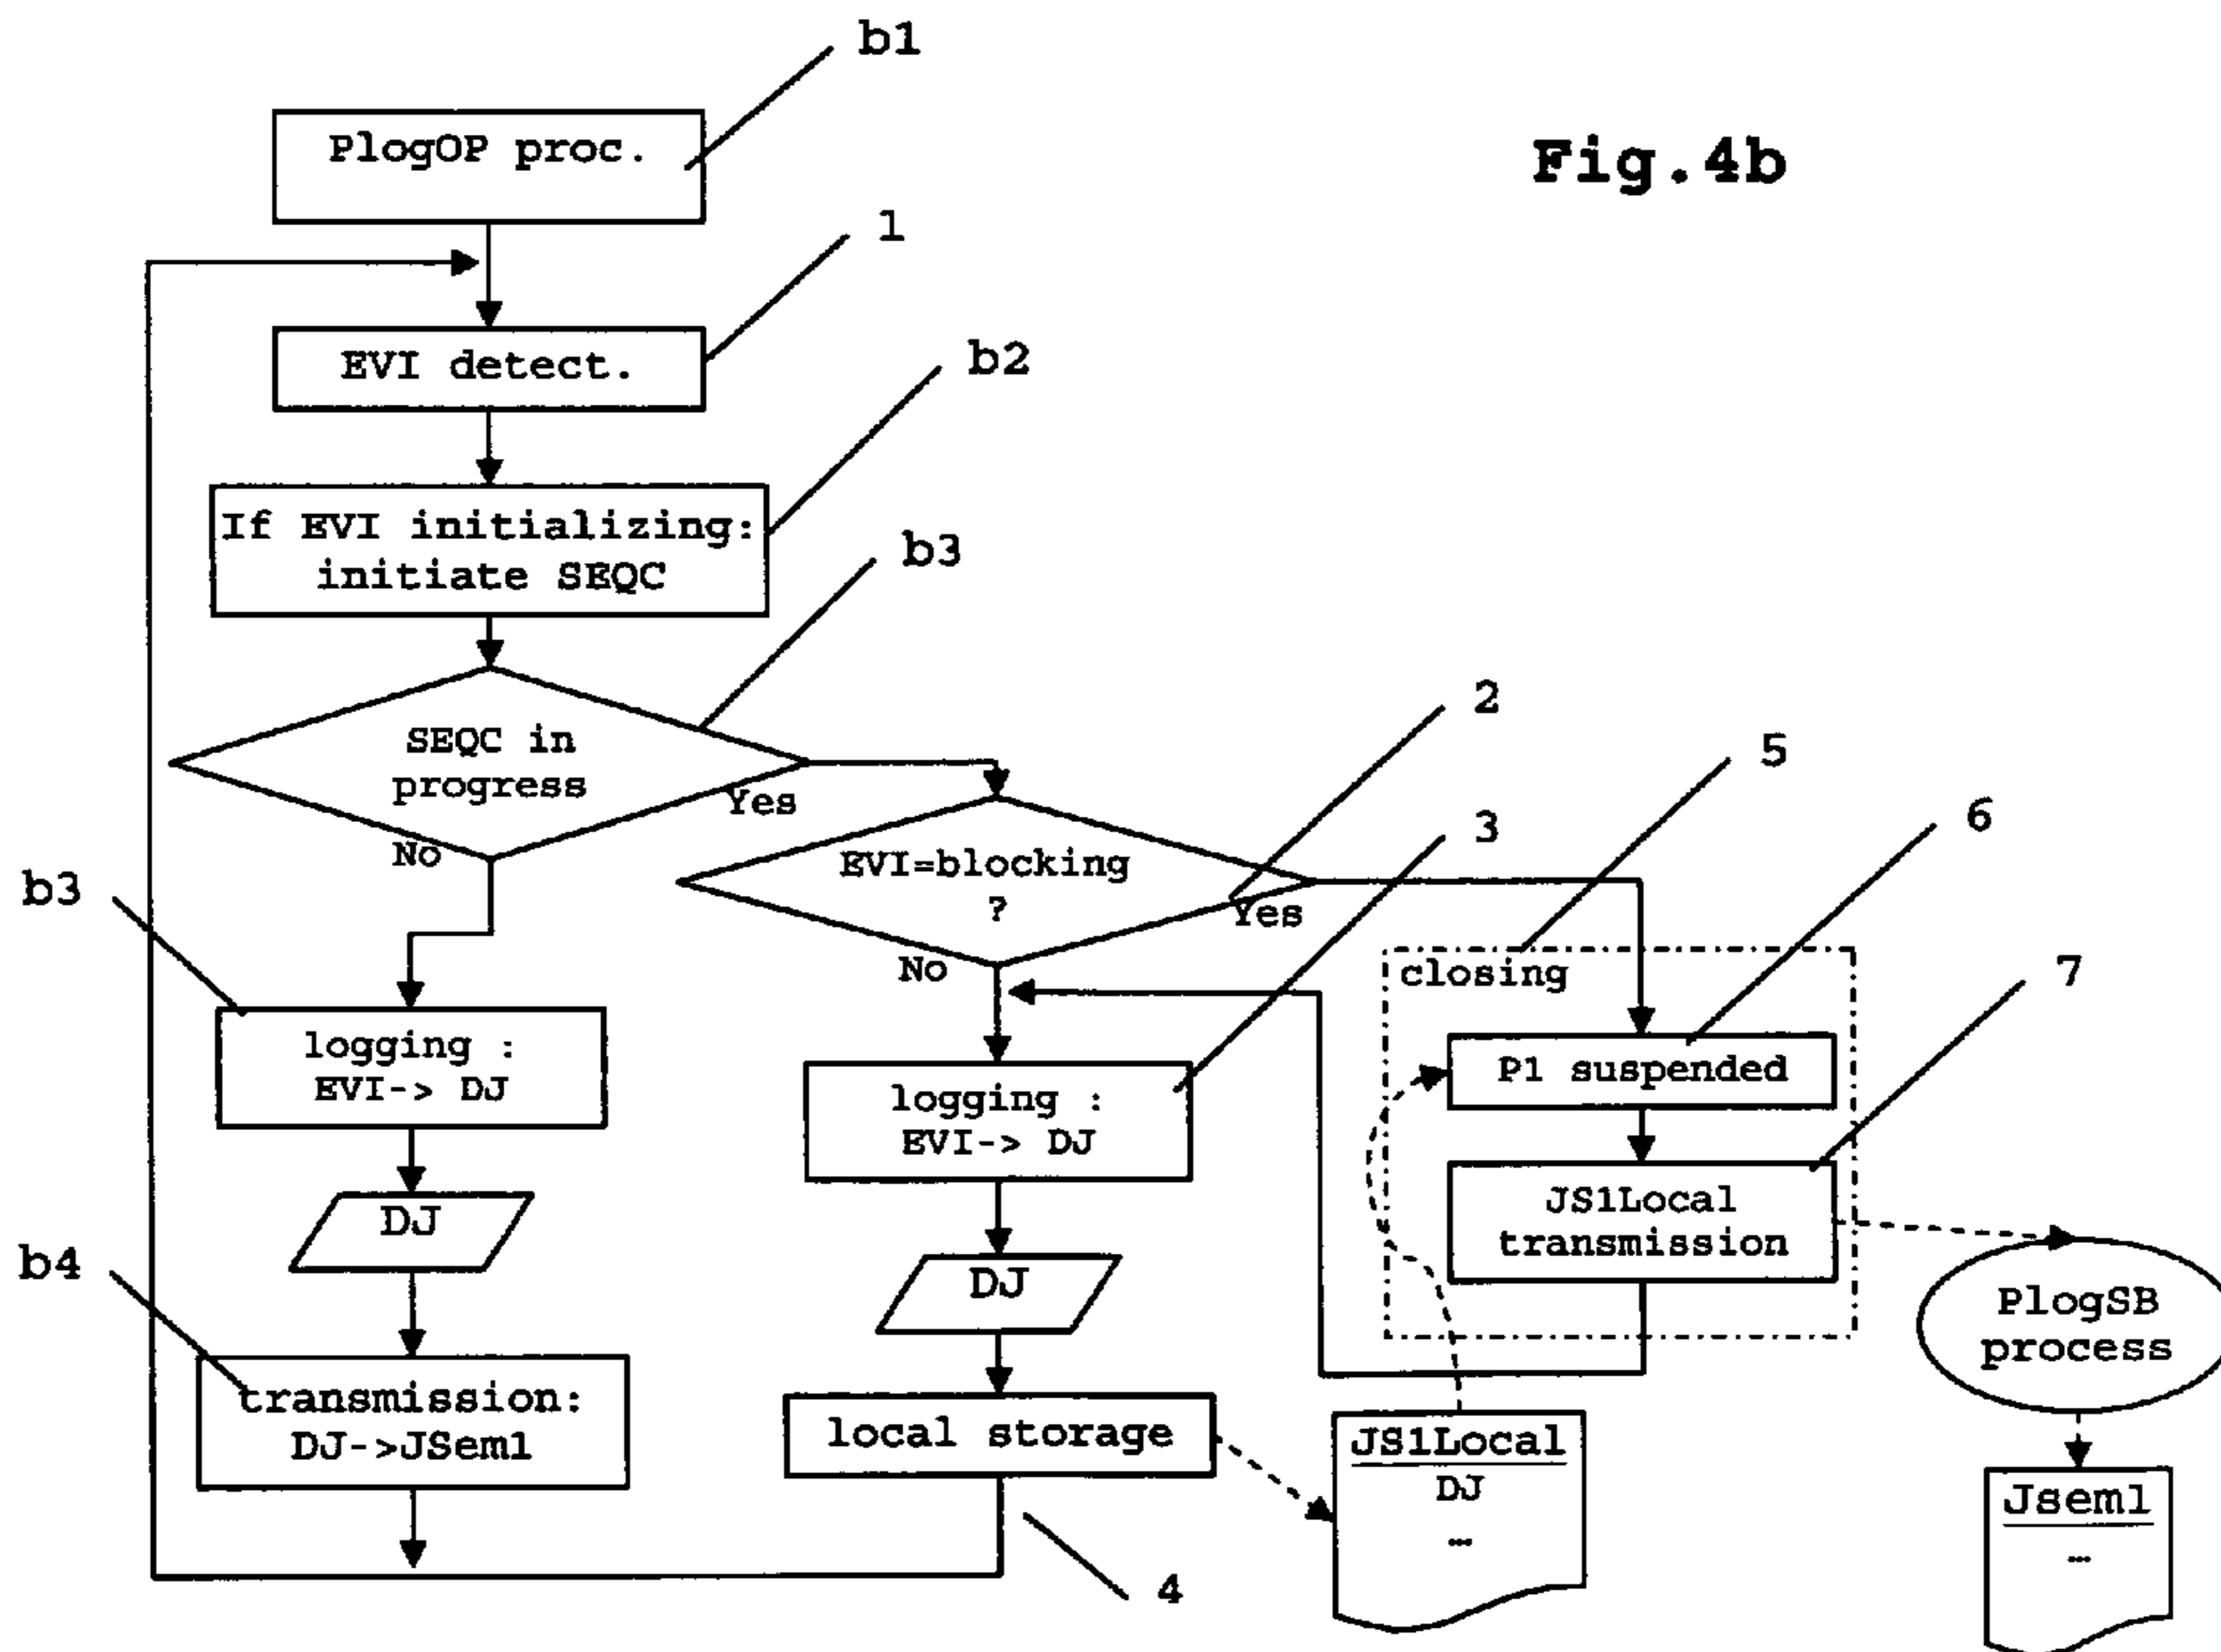 b1
PlogOP proc.
Fig.4b
1
EVI detect.
b2
If EVI initializing:
initiate SEQC
b3
SEQC in
progress
Yes
No
2
5
3
6
EVI=blocking
?
Yes
No
b3
closing
7
logging :
EVI-> DJ
P1 suspended
logging :
EVI-> DJ
JS1Local
transmission
DJ
b4
DJ
PlogSB
process
transmission:
DJ->JSem1
local storage
JS1Local
DJ
…
Jsem1
…
4